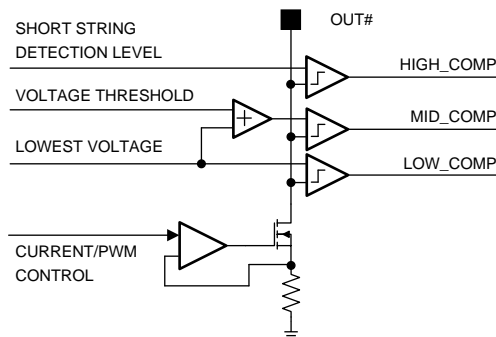 SHORT STRING
DETECTION LEVEL
OUT#
HIGH_COMP
VOLTAGE THRESHOLD
MID_COMP
LOWEST VOLTAGE
LOW_COMP
CURRENT/PWM
CONTROL